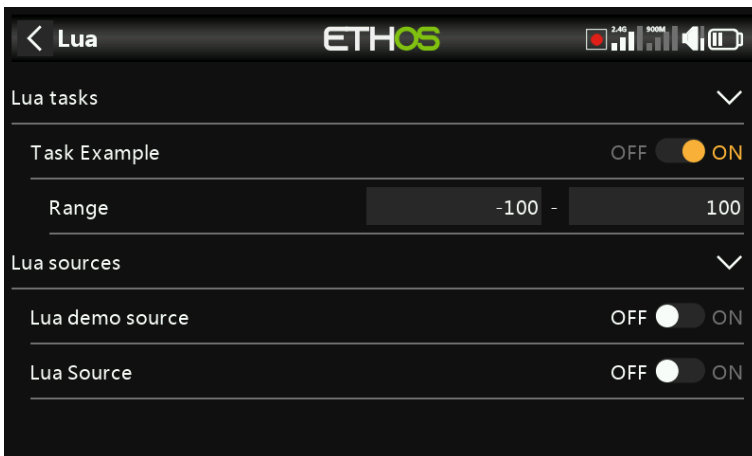 Lua ETHOS 2.4G 900M
Lua tasks
Task Example OFF ON
Range -100 - 100
Lua sources
Lua demo source OFF ON
Lua Source OFF ON